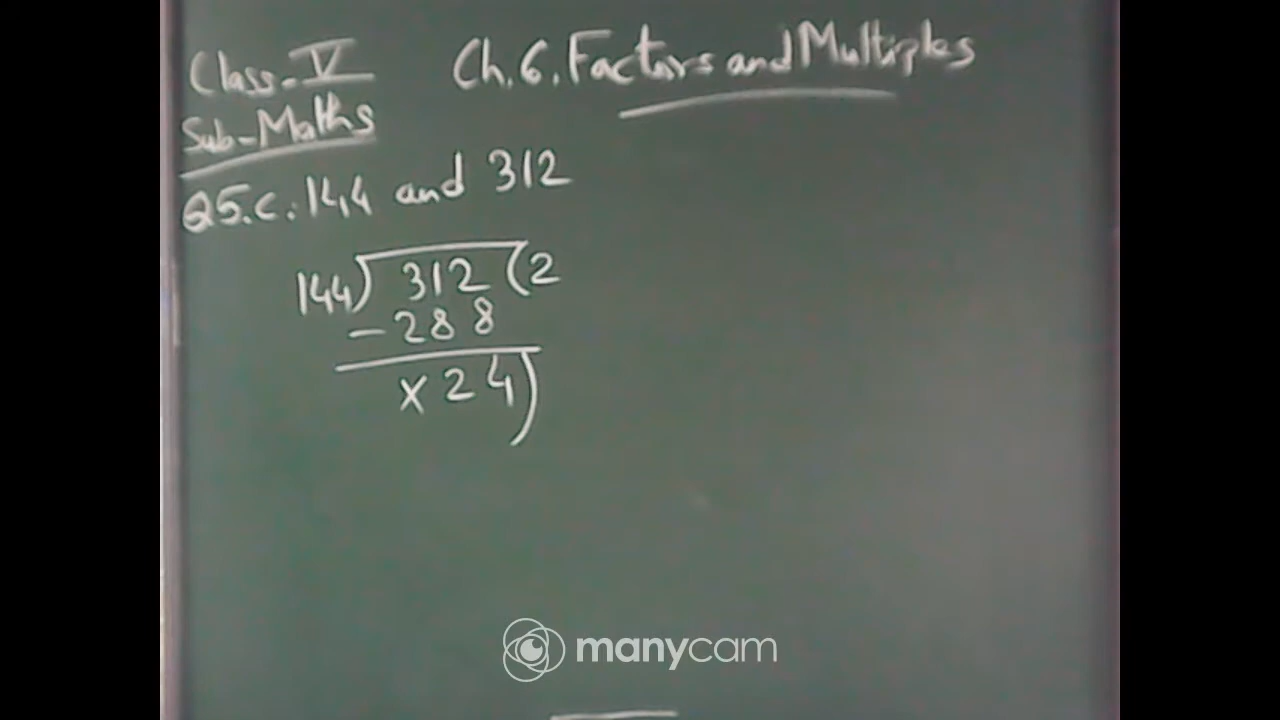 Class-V Ch.6. Factors and Multiples
Sub-Maths
Q5.C. 144 and 312
144) 312 (2
-288
x24)
manycam